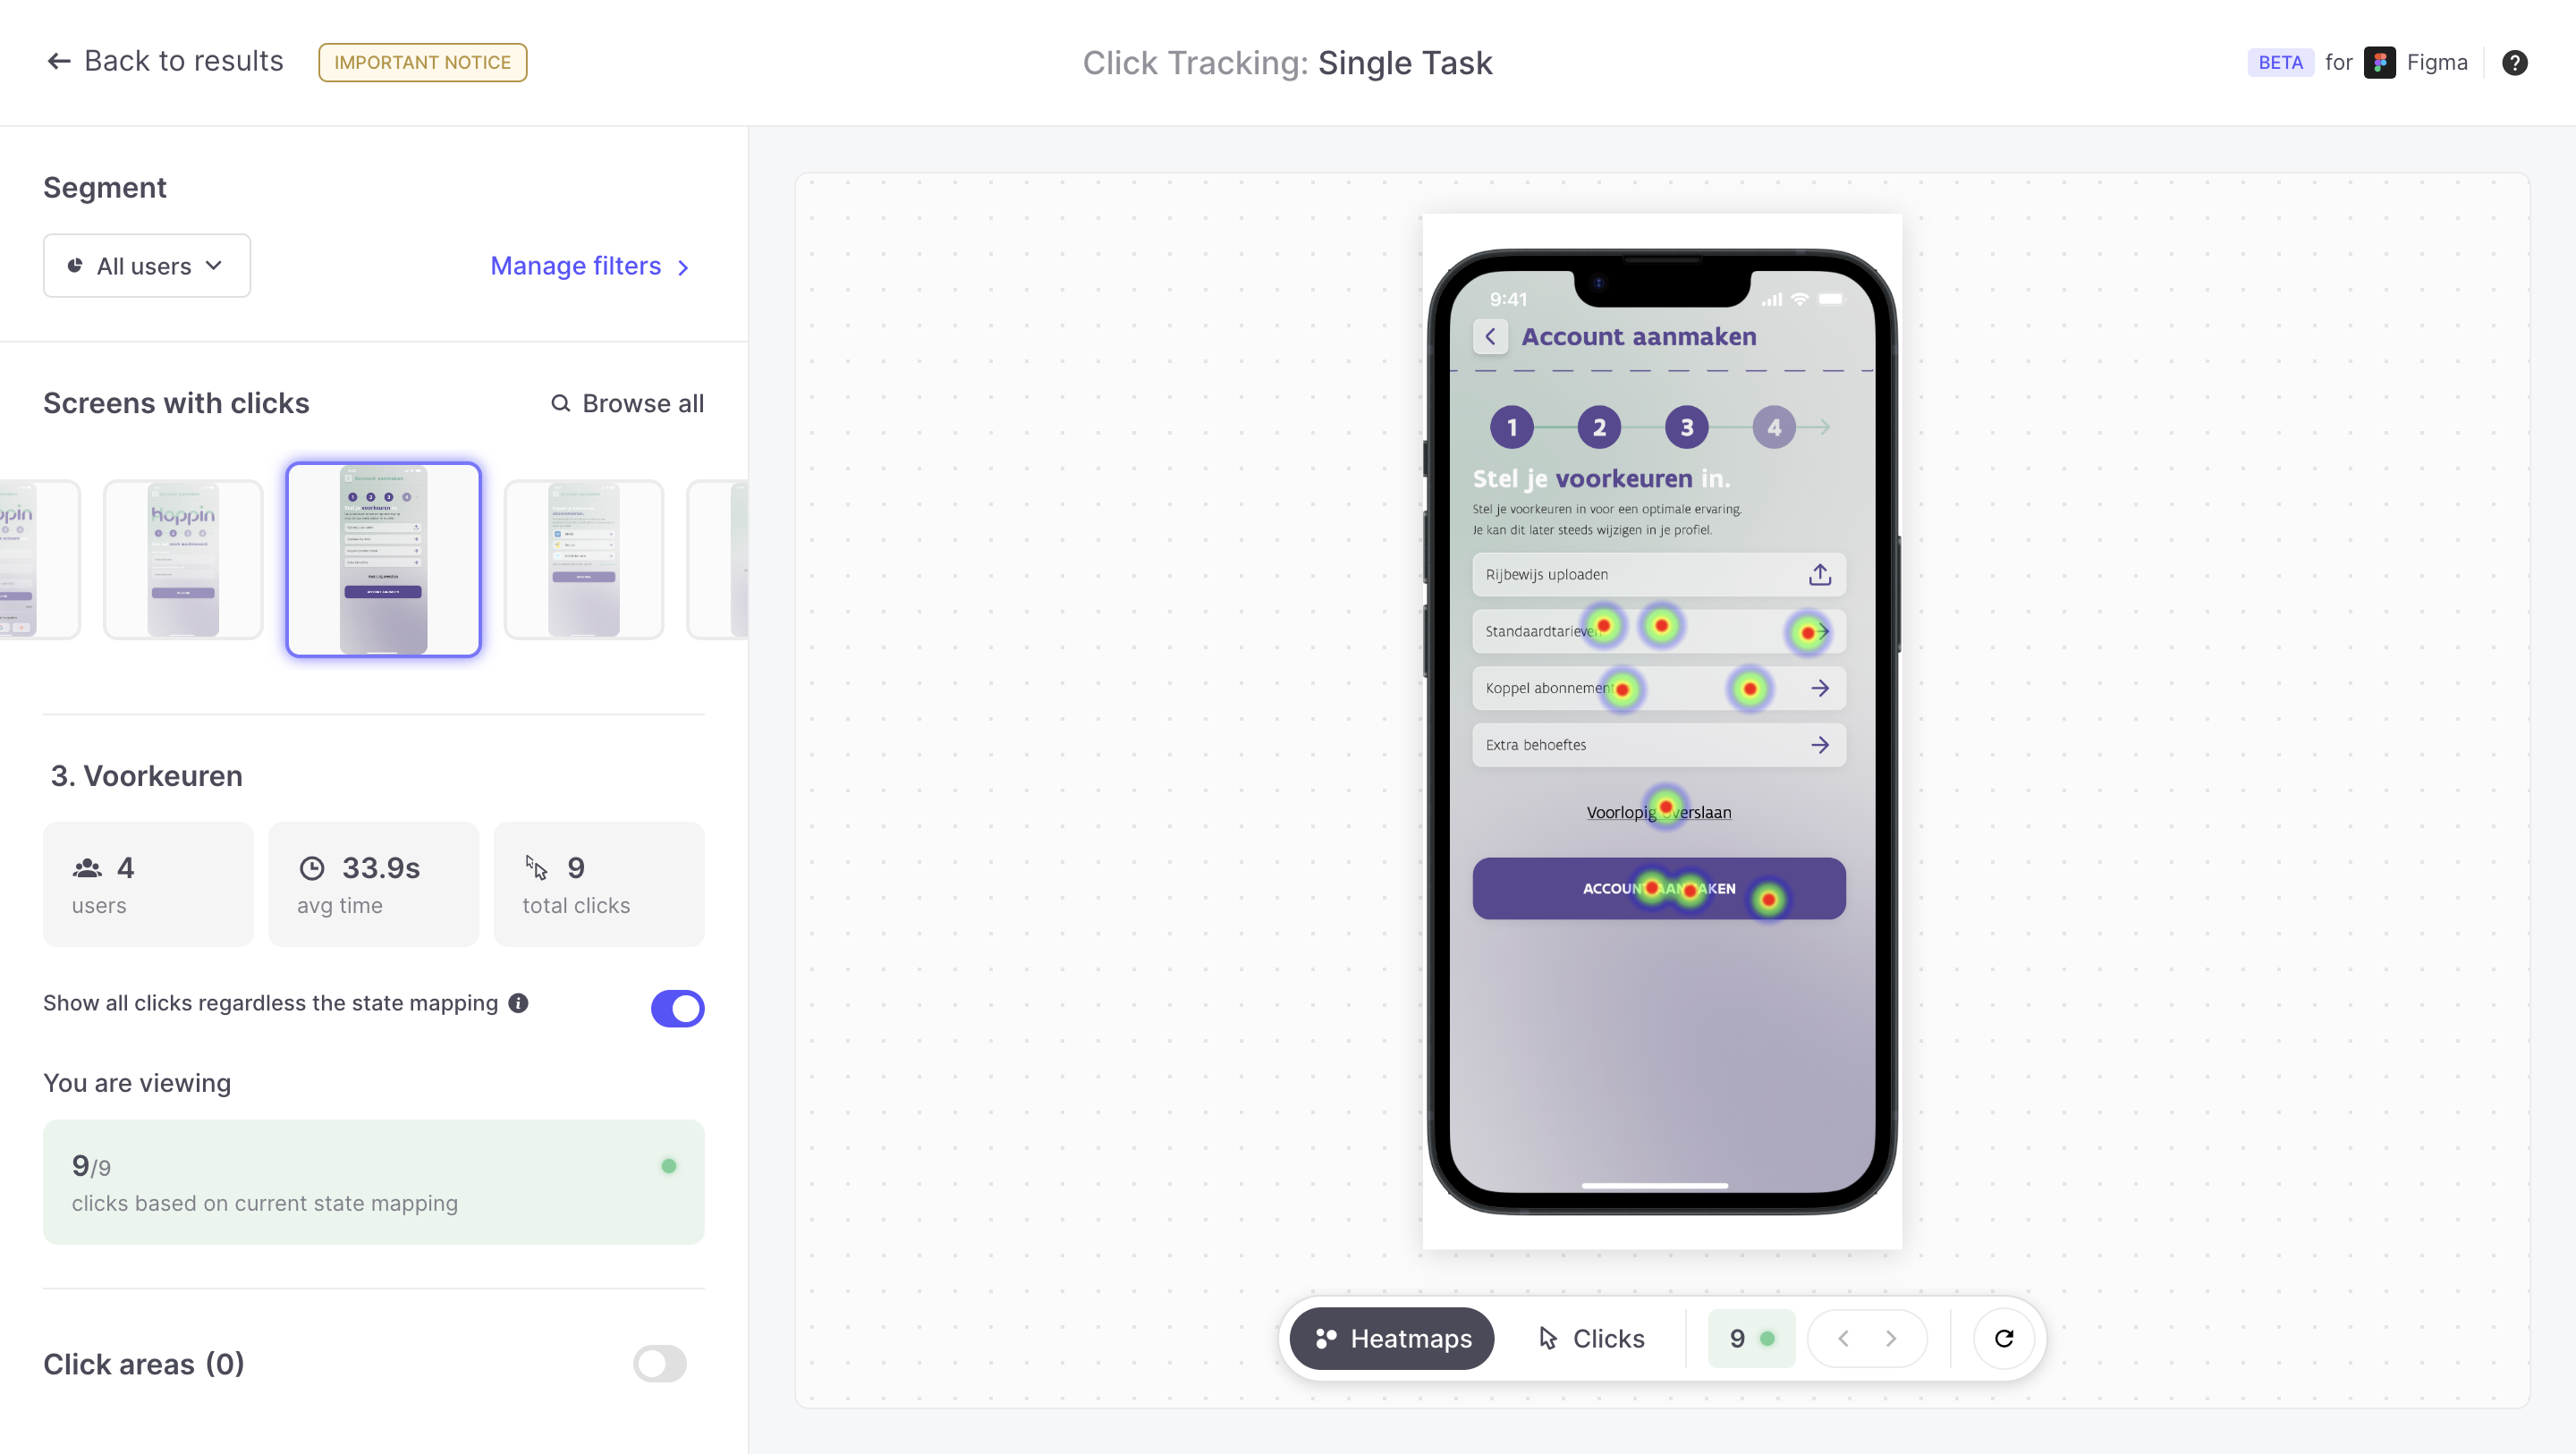 Back to results
IMPORTANT NOTICE
Click Tracking: Single Task
BETA for Figma
Segment
All users
Manage filters
Screens with clicks
Browse all
hoppin
3. Voorkeuren
4
users
33.9s
avg time
9
total clicks
Show all clicks regardless the state mapping
You are viewing
9/9
clicks based on current state mapping
Click areas (0)
9:41
Account aanmaken
1 2 3 4
Stel je voorkeuren in.
Stel je voorkeuren in voor een optimale ervaring.
Je kan dit later steeds wijzigen in je profiel.
Rijbewijs uploaden
Standaardtarieven
Koppel abonnement
Extra behoeftes
Voorlopig overslaan
ACCOUNT AANMAKEN
Heatmaps
Clicks
9